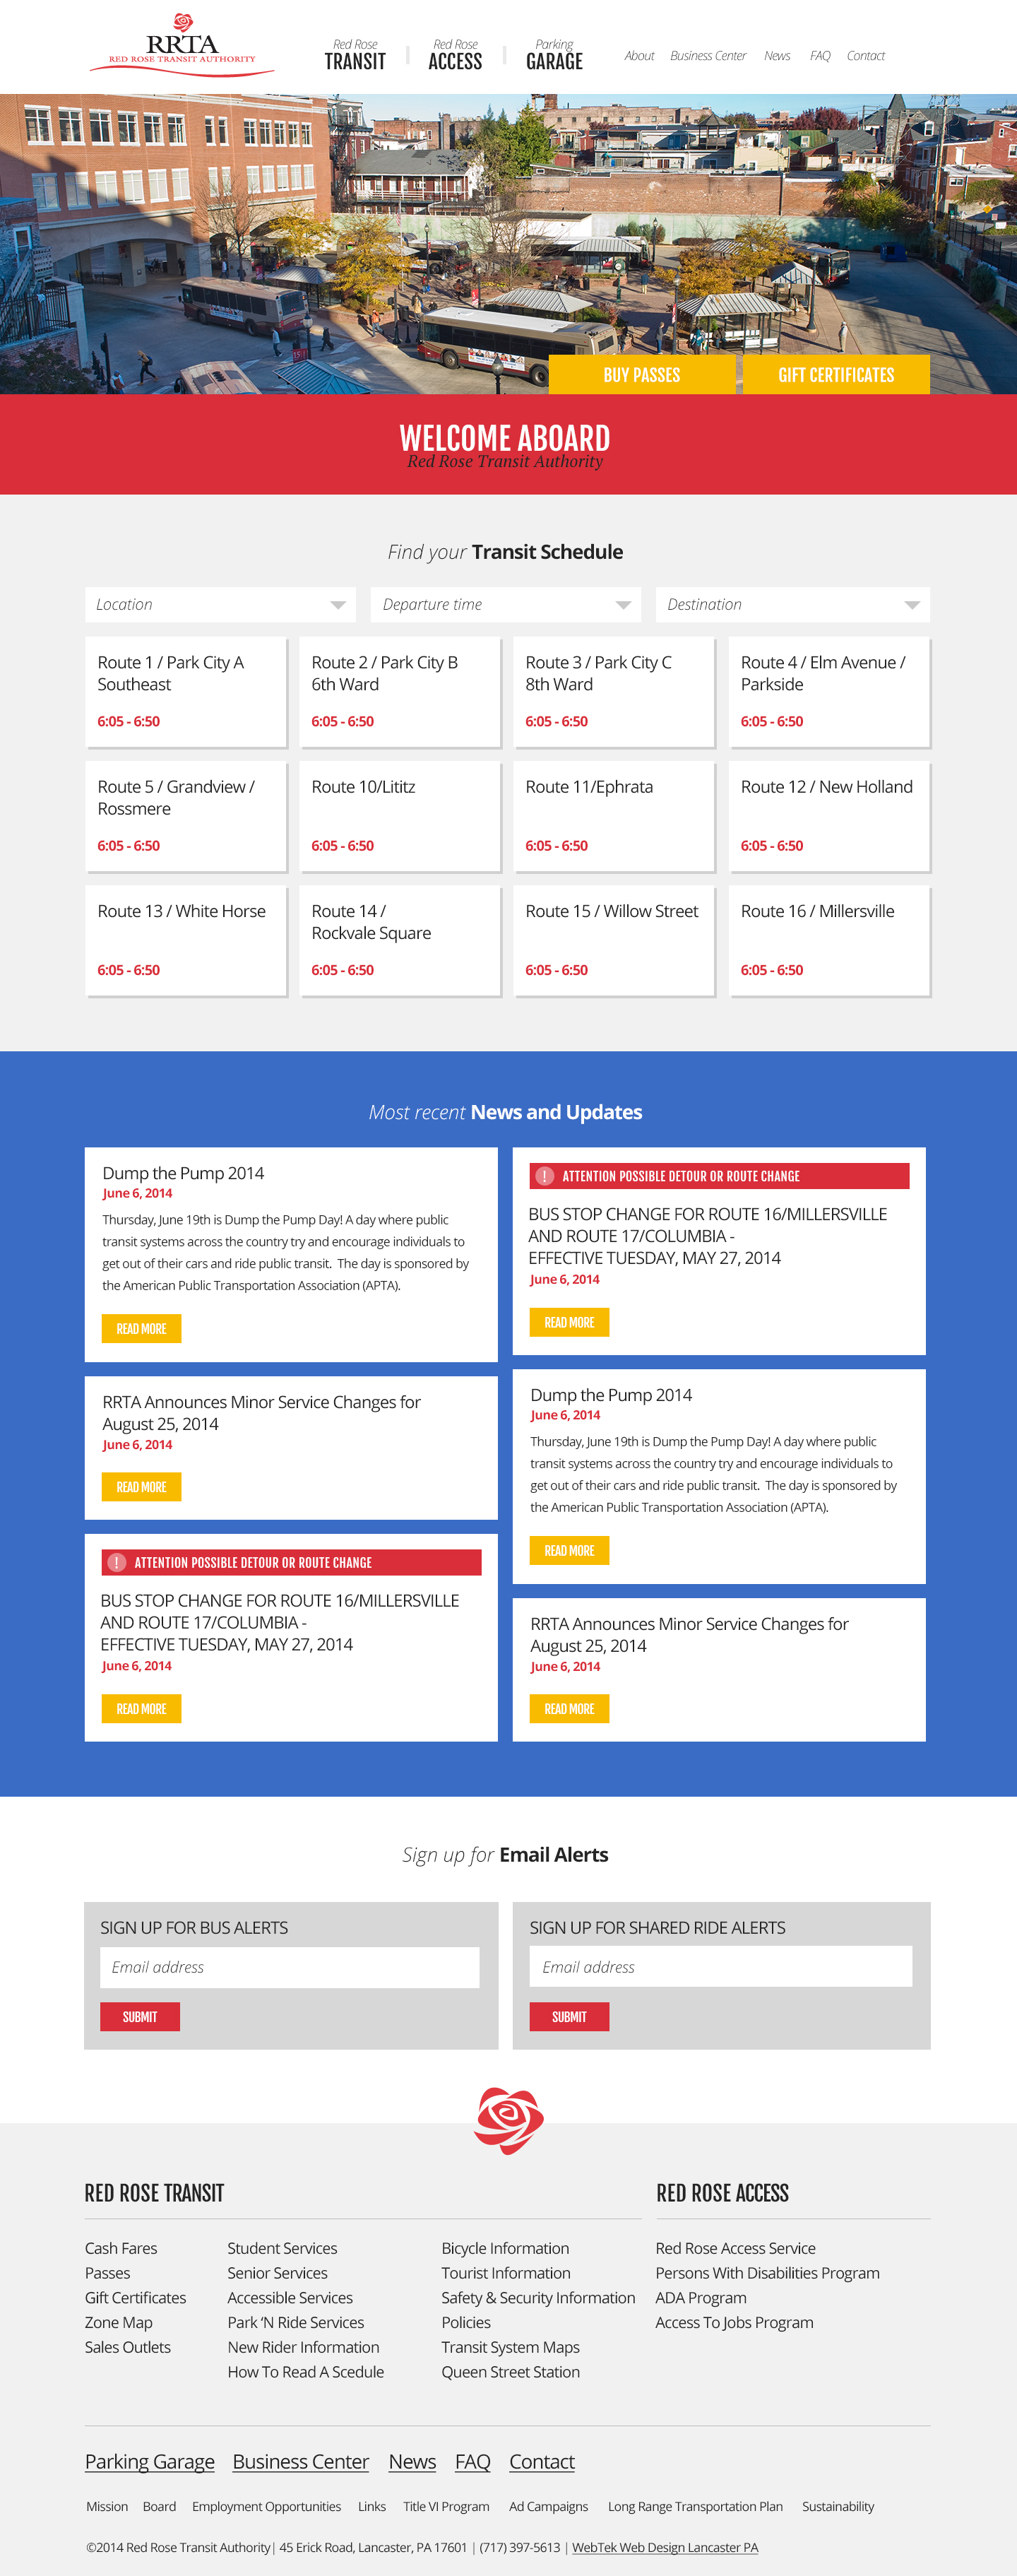 RRTA
RED ROSE TRANSIT AUTHORITY
Red Rose
TRANSIT
Red Rose
ACCESS
Parking
GARAGE
About
Business Center
News
FAQ
Contact
BUY PASSES
GIFT CERTIFICATES
WELCOME ABOARD
Red Rose Transit Authority
Find your Transit Schedule
Location
Departure time
Destination
Route 1 / Park City A
Southeast
6:05 - 6:50
Route 2 / Park City B
6th Ward
6:05 - 6:50
Route 3 / Park City C
8th Ward
6:05 - 6:50
Route 4 / Elm Avenue /
Parkside
6:05 - 6:50
Route 5 / Grandview /
Rossmere
6:05 - 6:50
Route 10/Lititz
6:05 - 6:50
Route 11/Ephrata
6:05 - 6:50
Route 12 / New Holland
6:05 - 6:50
Route 13 / White Horse
6:05 - 6:50
Route 14 /
Rockvale Square
6:05 - 6:50
Route 15 / Willow Street
6:05 - 6:50
Route 16 / Millersville
6:05 - 6:50
Most recent News and Updates
Dump the Pump 2014
June 6, 2014
Thursday, June 19th is Dump the Pump Day! A day where public
transit systems across the country try and encourage individuals to
get out of their cars and ride public transit. The day is sponsored by
the American Public Transportation Association (APTA).
READ MORE
RRTA Announces Minor Service Changes for
August 25, 2014
June 6, 2014
READ MORE
! ATTENTION POSSIBLE DETOUR OR ROUTE CHANGE
BUS STOP CHANGE FOR ROUTE 16/MILLERSVILLE
AND ROUTE 17/COLUMBIA -
EFFECTIVE TUESDAY, MAY 27, 2014
June 6, 2014
READ MORE
! ATTENTION POSSIBLE DETOUR OR ROUTE CHANGE
BUS STOP CHANGE FOR ROUTE 16/MILLERSVILLE
AND ROUTE 17/COLUMBIA -
EFFECTIVE TUESDAY, MAY 27, 2014
June 6, 2014
READ MORE
Dump the Pump 2014
June 6, 2014
Thursday, June 19th is Dump the Pump Day! A day where public
transit systems across the country try and encourage individuals to
get out of their cars and ride public transit. The day is sponsored by
the American Public Transportation Association (APTA).
READ MORE
RRTA Announces Minor Service Changes for
August 25, 2014
June 6, 2014
READ MORE
Sign up for Email Alerts
SIGN UP FOR BUS ALERTS
Email address
SUBMIT
SIGN UP FOR SHARED RIDE ALERTS
Email address
SUBMIT
RED ROSE TRANSIT
Cash Fares
Passes
Gift Certificates
Zone Map
Sales Outlets
Student Services
Senior Services
Accessible Services
Park ‘N Ride Services
New Rider Information
How To Read A Scedule
Bicycle Information
Tourist Information
Safety & Security Information
Policies
Transit System Maps
Queen Street Station
RED ROSE ACCESS
Red Rose Access Service
Persons With Disabilities Program
ADA Program
Access To Jobs Program
Parking Garage Business Center News FAQ Contact
Mission Board Employment Opportunities Links Title VI Program Ad Campaigns Long Range Transportation Plan Sustainability
©2014 Red Rose Transit Authority | 45 Erick Road, Lancaster, PA 17601 | (717) 397-5613 | WebTek Web Design Lancaster PA